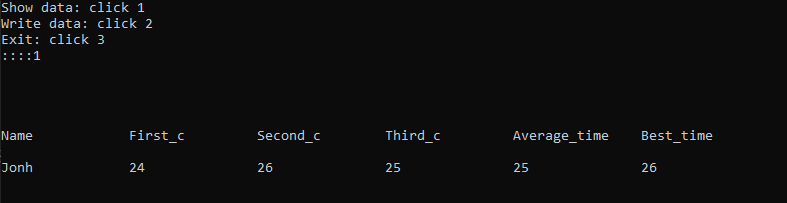 Show data: click 1
Write data: click 2
Exit: click 3
::::1
Name First_c Second_c Third_c Average_time Best_time
Jonh 24 26 25 25 26